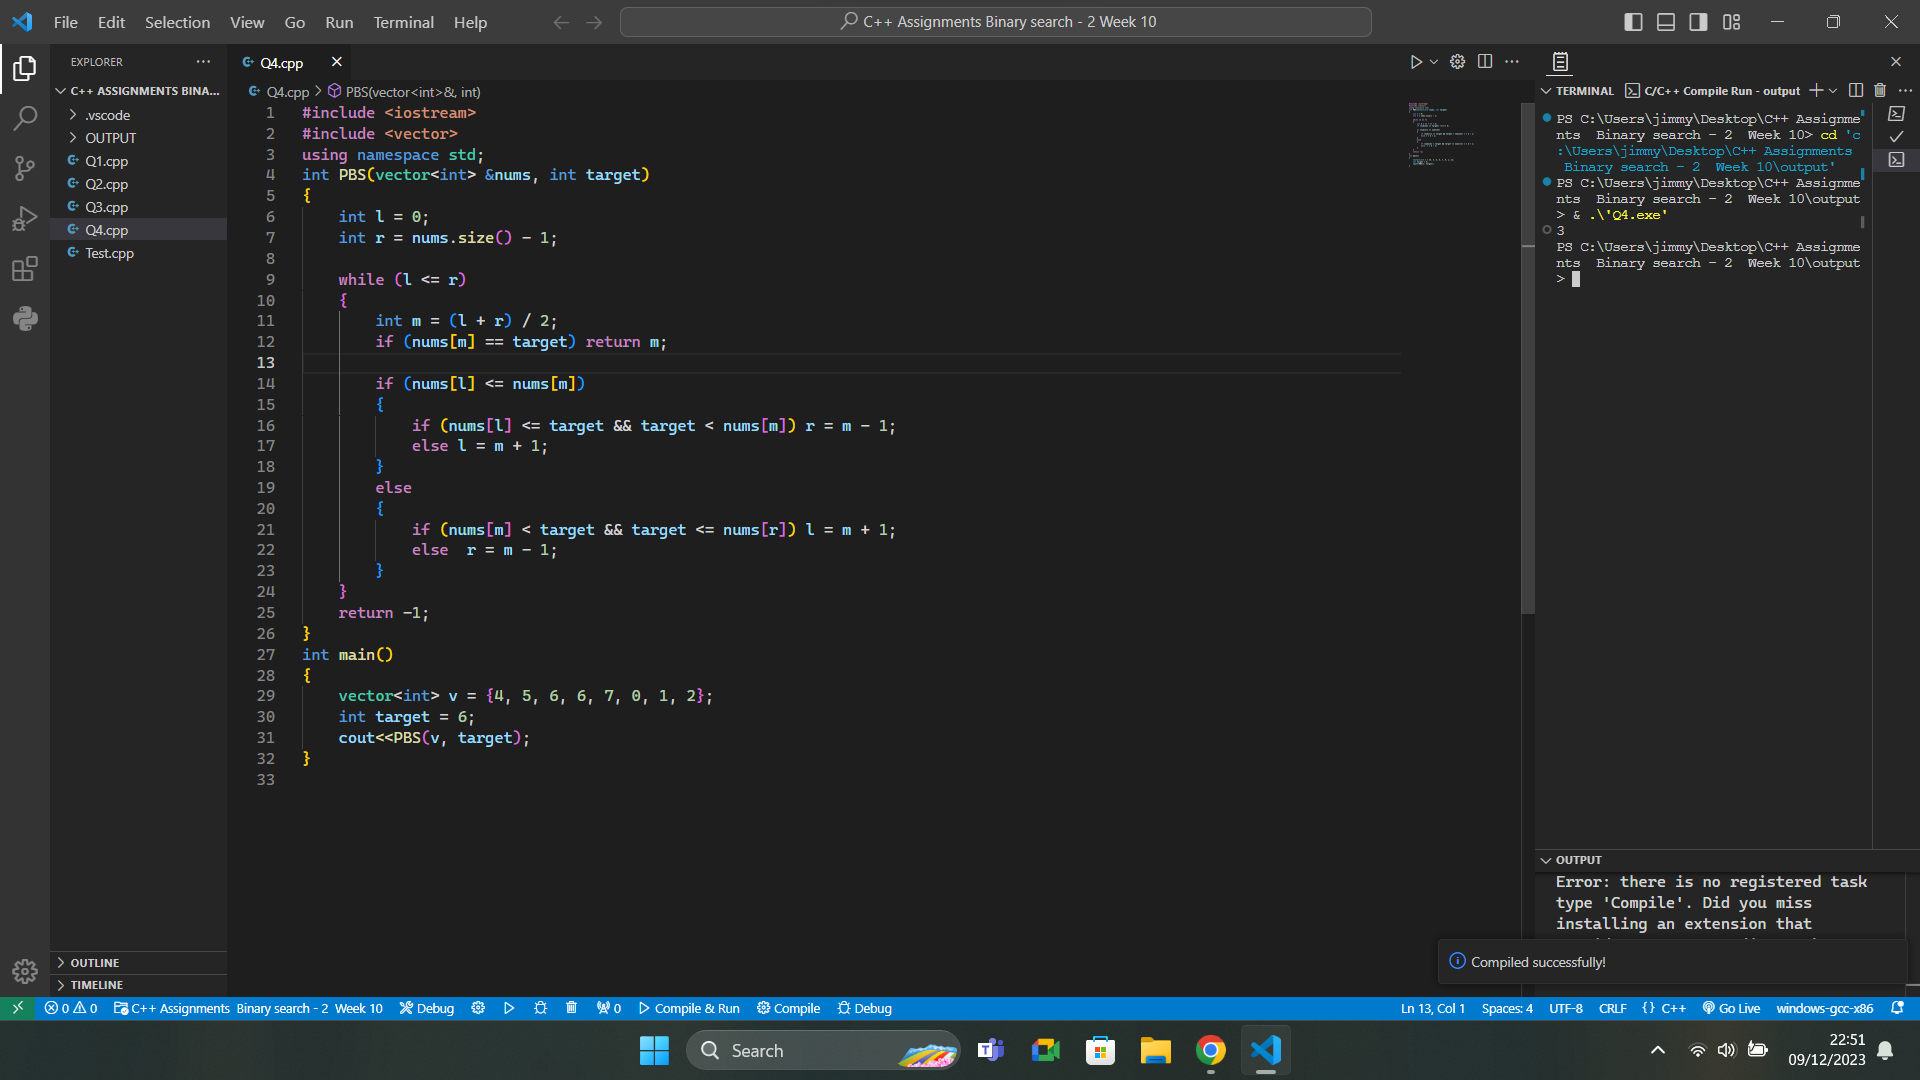 File Edit Selection View Go Run Terminal Help
C++ Assignments Binary search - 2 Week 10
EXPLORER
C++ ASSIGNMENTS BINA...
.vscode
OUTPUT
Q1.cpp
Q2.cpp
Q3.cpp
Q4.cpp
Test.cpp
OUTLINE
TIMELINE
Q4.cpp
Q4.cpp > PBS(vector<int>&, int)
1 #include <iostream>
2 #include <vector>
3 using namespace std;
4 int PBS(vector<int> &nums, int target)
5 {
6 int l = 0;
7 int r = nums.size() - 1;
8
9 while (l <= r)
10 {
11 int m = (l + r) / 2;
12 if (nums[m] == target) return m;
13
14 if (nums[l] <= nums[m])
15 {
16 if (nums[l] <= target && target < nums[m]) r = m - 1;
17 else l = m + 1;
18 }
19 else
20 {
21 if (nums[m] < target && target <= nums[r]) l = m + 1;
22 else  r = m - 1;
23 }
24 }
25 return -1;
26 }
27 int main()
28 {
29 vector<int> v = {4, 5, 6, 6, 7, 0, 1, 2};
30 int target = 6;
31 cout<<PBS(v, target);
32 }
33
TERMINAL C/C++ Compile Run - output
PS C:\Users\jimmy\Desktop\C++ Assignme
nts  Binary search - 2  Week 10> cd 'c
:\Users\jimmy\Desktop\C++ Assignments
 Binary search - 2  Week 10\output'
PS C:\Users\jimmy\Desktop\C++ Assignme
nts  Binary search - 2  Week 10\output
> & .\'Q4.exe'
3
PS C:\Users\jimmy\Desktop\C++ Assignme
nts  Binary search - 2  Week 10\output
>
OUTPUT
Error: there is no registered task
type 'Compile'. Did you miss
installing an extension that
Compiled successfully!
0 0 C++ Assignments  Binary search - 2  Week 10 Debug 0 Compile & Run Compile Debug Ln 13, Col 1 Spaces: 4 UTF-8 CRLF {} C++ Go Live windows-gcc-x86
Search
22:51
09/12/2023